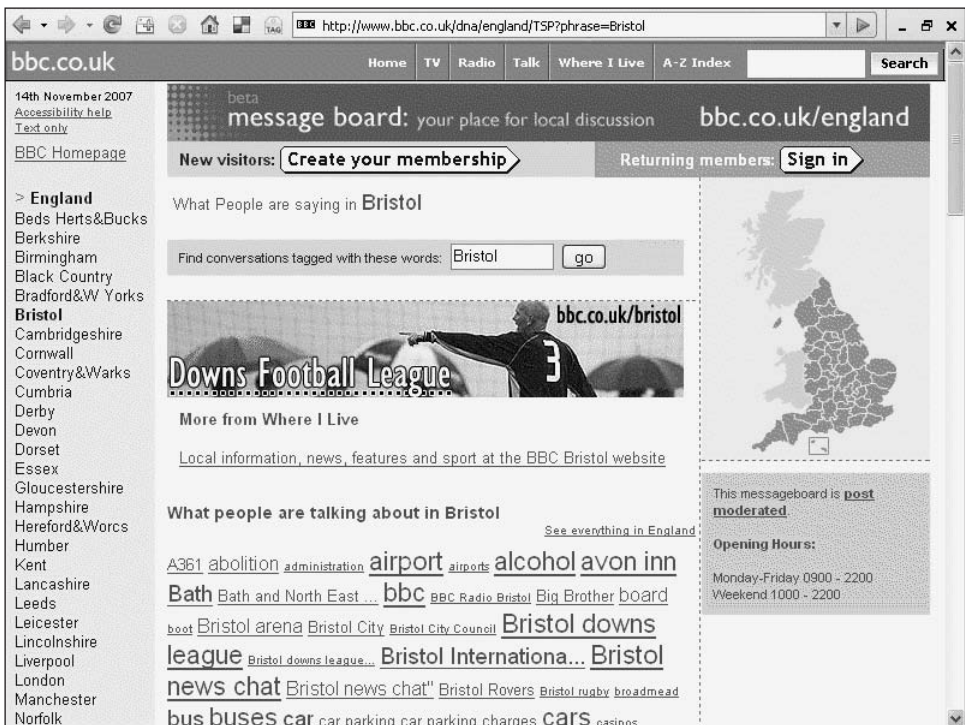 TAG
BBC http://www.bbc.co.uk/dna/england/TSP?phrase=Bristol
bbc.co.uk
Home TV Radio Talk Where I Live A-Z Index Search
14th November 2007
Accessibility help
Text only
BBC Homepage
> England
Beds Herts&Bucks
Berkshire
Birmingham
Black Country
Bradford&W Yorks
Bristol
Cambridgeshire
Cornwall
Coventry&Warks
Cumbria
Derby
Devon
Dorset
Essex
Gloucestershire
Hampshire
Hereford&Worcs
Humber
Kent
Lancashire
Leeds
Leicester
Lincolnshire
Liverpool
London
Manchester
Norfolk
beta
message board: your place for local discussion bbc.co.uk/england
New visitors: Create your membership Returning members: Sign in
What People are saying in Bristol
Find conversations tagged with these words: Bristol go
bbc.co.uk/bristol
3
Downs Football League
More from Where I Live
Local information, news, features and sport at the BBC Bristol website
What people are talking about in Bristol
See everything in England
A361 abolition administration airport airports alcohol avon inn
Bath Bath and North East ... bbc BBC Radio Bristol Big Brother board
boot Bristol arena Bristol City Bristol City Council Bristol downs
league Bristol downs league... Bristol Internationa... Bristol
news chat Bristol news chat" Bristol Rovers Bristol rugby broadmead
bus buses car car parking car parking charges cars casinos
This messageboard is post
moderated.
Opening Hours:
Monday-Friday 0900 - 2200
Weekend 1000 - 2200